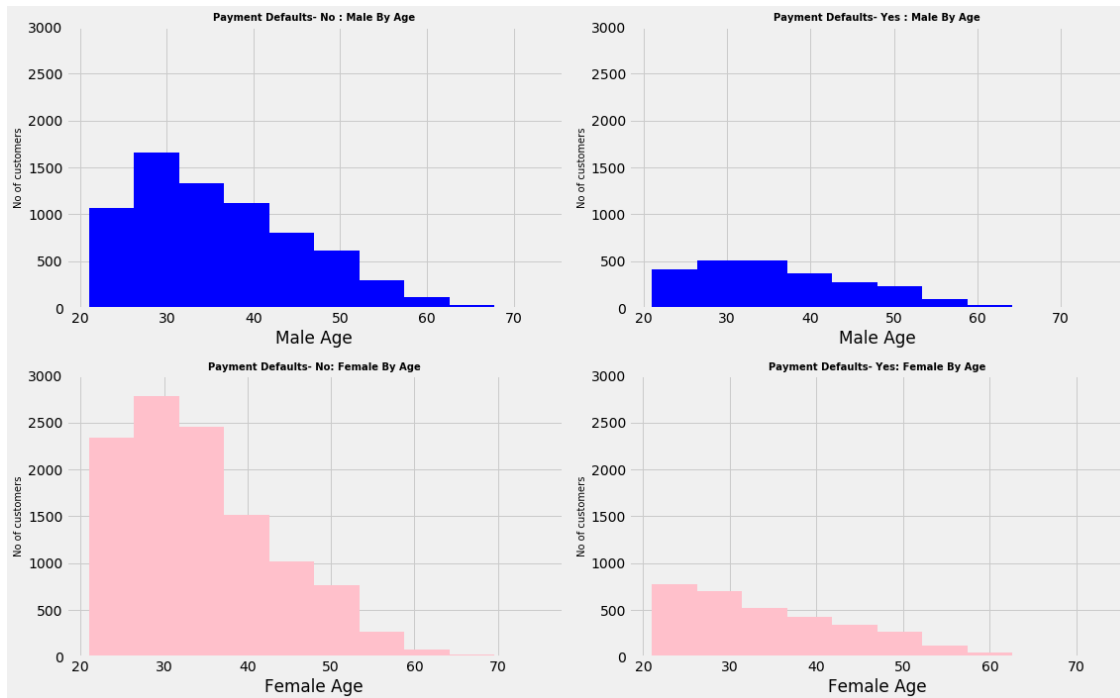 Payment Defaults- No : Male By Age
3000
2500
2000
1500
1000
500
0
No of customers
20 30 40 50 60 70
Male Age
Payment Defaults- Yes : Male By Age
3000
2500
2000
1500
1000
500
0
No of customers
20 30 40 50 60 70
Male Age
Payment Defaults- No: Female By Age
3000
2500
2000
1500
1000
500
0
No of customers
20 30 40 50 60 70
Female Age
Payment Defaults- Yes: Female By Age
3000
2500
2000
1500
1000
500
0
No of customers
20 30 40 50 60 70
Female Age